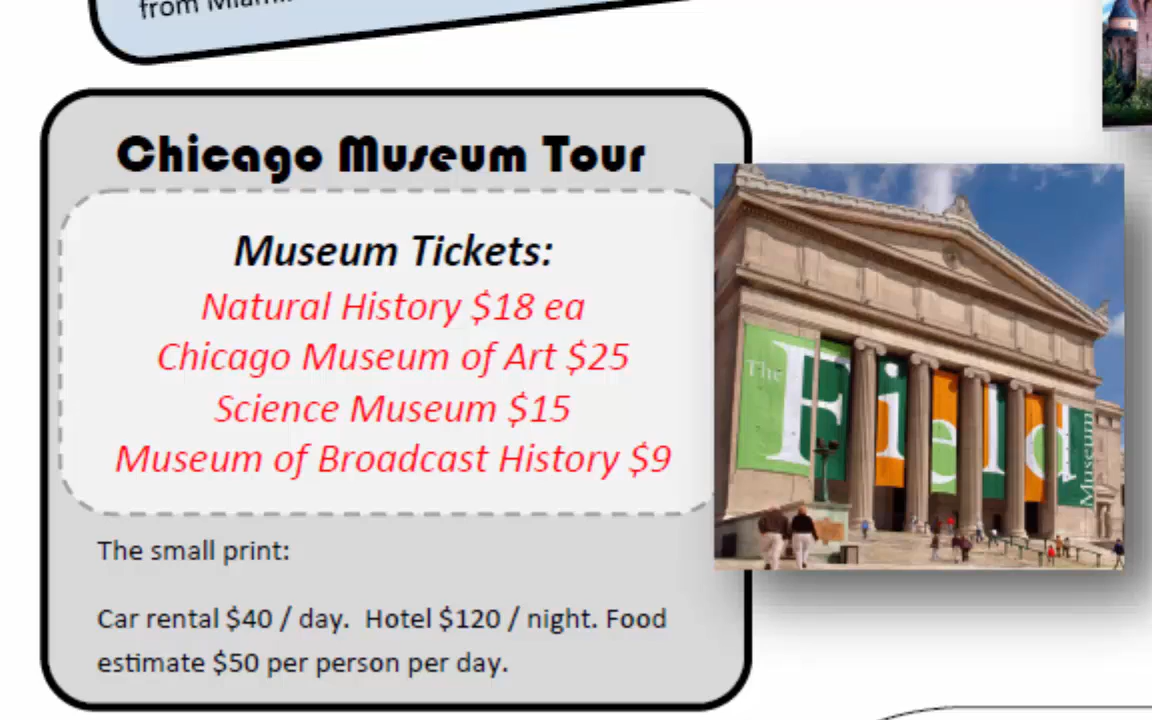 from Miami.
Chicago Museum Tour
Museum Tickets:
Natural History $18 ea
Chicago Museum of Art $25
Science Museum $15
Museum of Broadcast History $9
The small print:
Car rental $40 / day.  Hotel $120 / night. Food
estimate $50 per person per day.
The
Field
Museum